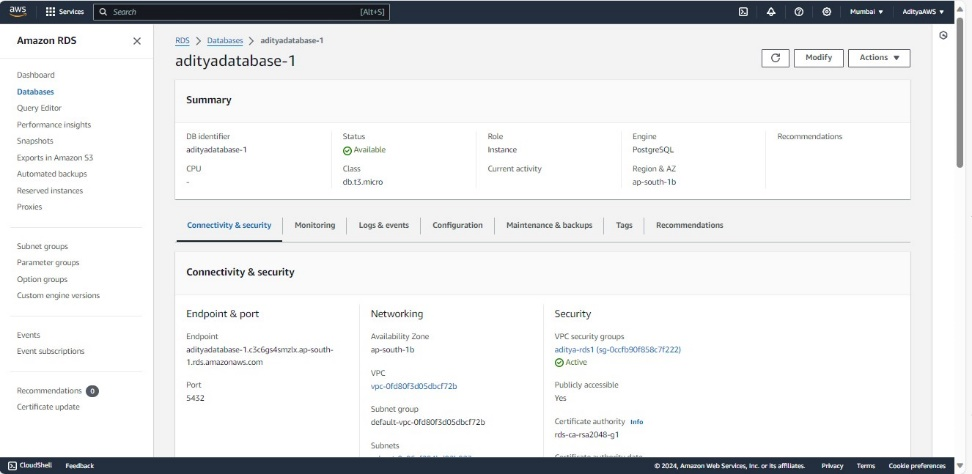 aws Services Search [Alt+S] Mumbai AdityaAWS
Amazon RDS
Dashboard
Databases
Query Editor
Performance insights
Snapshots
Exports in Amazon S3
Automated backups
Reserved instances
Proxies
Subnet groups
Parameter groups
Option groups
Custom engine versions
Events
Event subscriptions
Recommendations 0
Certificate update
RDS > Databases > adityadatabase-1
adityadatabase-1
Modify Actions
Summary
DB identifier
adityadatabase-1
CPU
-
Status
Available
Class
db.t3.micro
Role
Instance
Current activity
Engine
PostgreSQL
Region & AZ
ap-south-1b
Recommendations
Connectivity & security Monitoring Logs & events Configuration Maintenance & backups Tags Recommendations
Connectivity & security
Endpoint & port
Endpoint
adityadatabase-1.c3c6gs4smzlx.ap-south-
1.rds.amazonaws.com
Port
5432
Networking
Availability Zone
ap-south-1b
VPC
vpc-0fd80f3d05dbcf72b
Subnet group
default-vpc-0fd80f3d05dbcf72b
Subnets
Security
VPC security groups
aditya-rds1 (sg-0ccfb90f858c7f222)
Active
Publicly accessible
Yes
Certificate authority Info
rds-ca-rsa2048-g1
Certificate authority date
CloudShell Feedback © 2024, Amazon Web Services, Inc. or its affiliates. Privacy Terms Cookie preferences